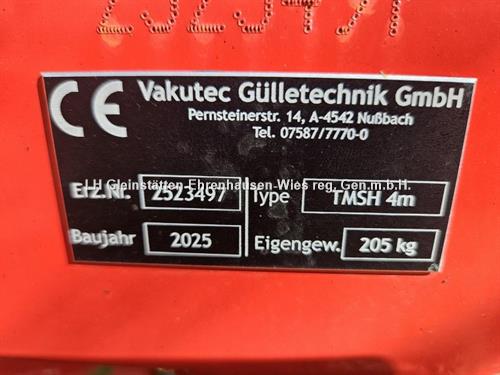 2523497
CE Vakutec Gülletechnik GmbH
Pernsteinerstr. 14, A-4542 Nußbach
Tel. 07587/7770-0
LH Gleinstätten-Ehrenhausen-Wies reg. Gen.m.b.H.
Erz.Nr. 2523497 Type TMSH 4m
Baujahr 2025 Eigengew. 205 kg